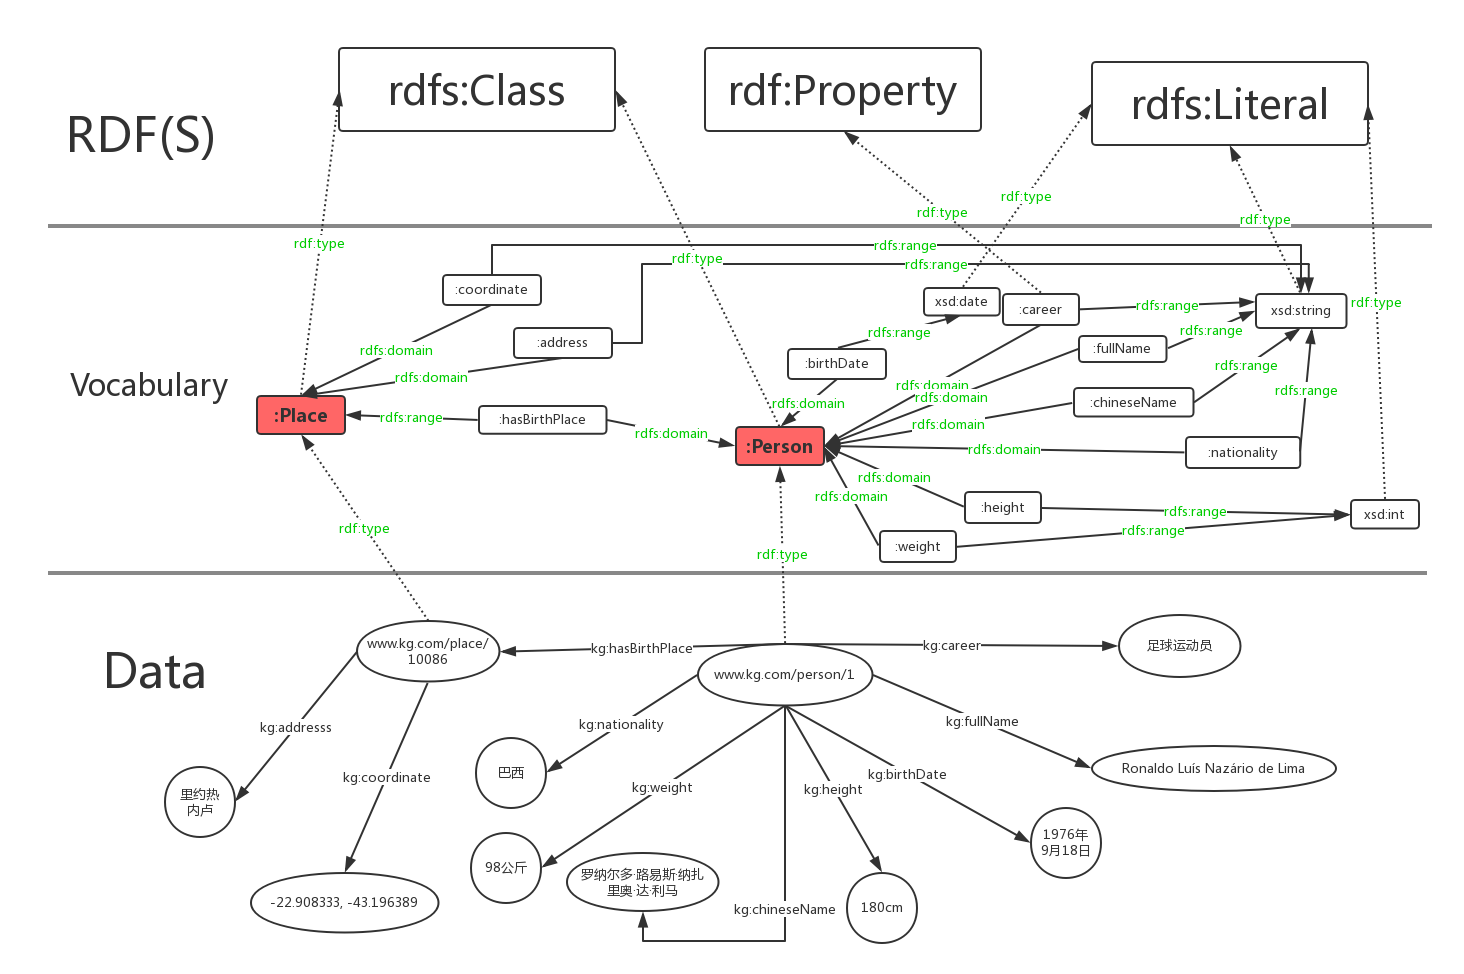 rdfs:Class
rdf:Property
rdfs:Literal
RDF(S)
rdf:type
rdf:type
rdf:type
rdf:type
rdf:type
rdf:type
rdfs:range
rdfs:range
:coordinate
xsd:date
:career
rdfs:range
xsd:string
rdfs:range
rdfs:range
:address
:fullName
rdfs:domain
:birthDate
rdfs:range
rdfs:domain
Vocabulary
rdfs:domain
rdfs:domain
rdfs:range
rdfs:domain
:chineseName
:Place
rdfs:range
:hasBirthPlace
rdfs:domain
rdfs:domain
:Person
rdfs:domain
:nationality
rdfs:domain
rdfs:domain
:height
rdfs:range
xsd:int
rdf:type
rdfs:range
:weight
rdf:type
www.kg.com/place/
10086
kg:hasBirthPlace
kg:career
足球运动员
Data
www.kg.com/person/1
kg:addresss
kg:nationality
kg:fullName
kg:coordinate
巴西
kg:birthDate
Ronaldo Luís Nazário de Lima
kg:weight
kg:height
里约热
内卢
1976年
9月18日
98公斤
罗纳尔多·路易斯·纳扎
里奥·达·利马
-22.908333, -43.196389
kg:chineseName
180cm